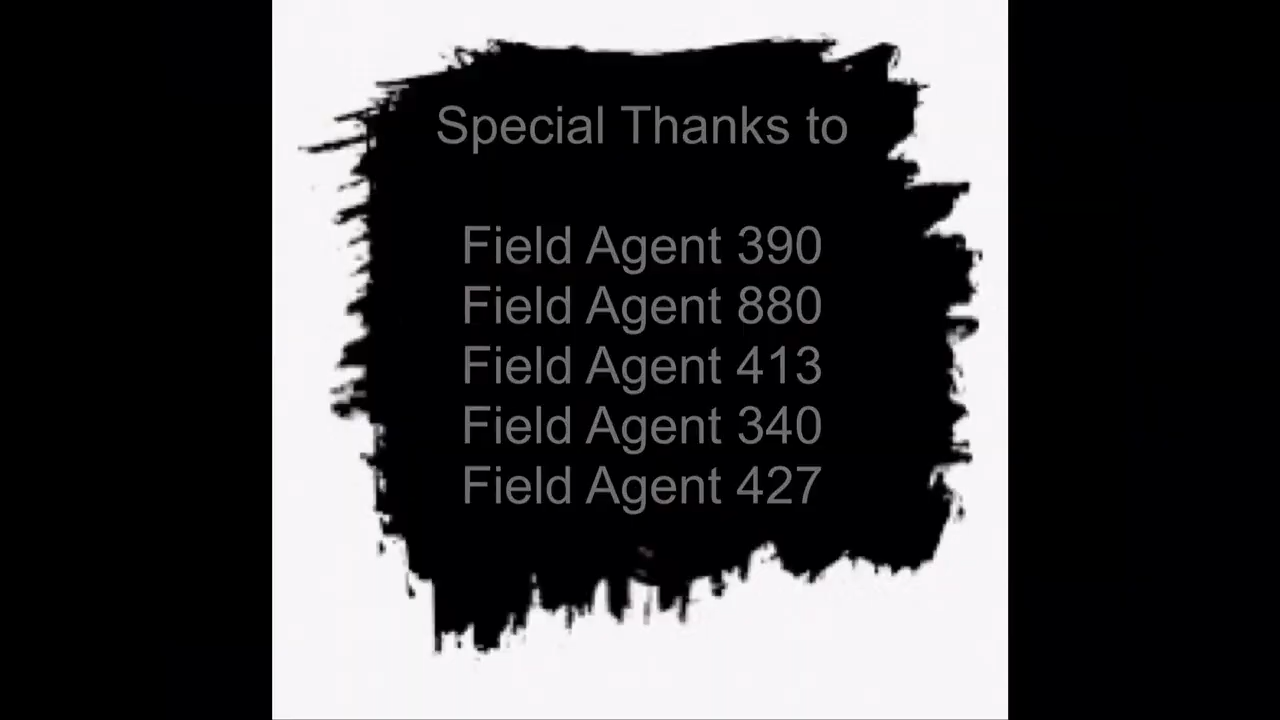 Special Thanks to
Field Agent 390
Field Agent 880
Field Agent 413
Field Agent 340
Field Agent 427